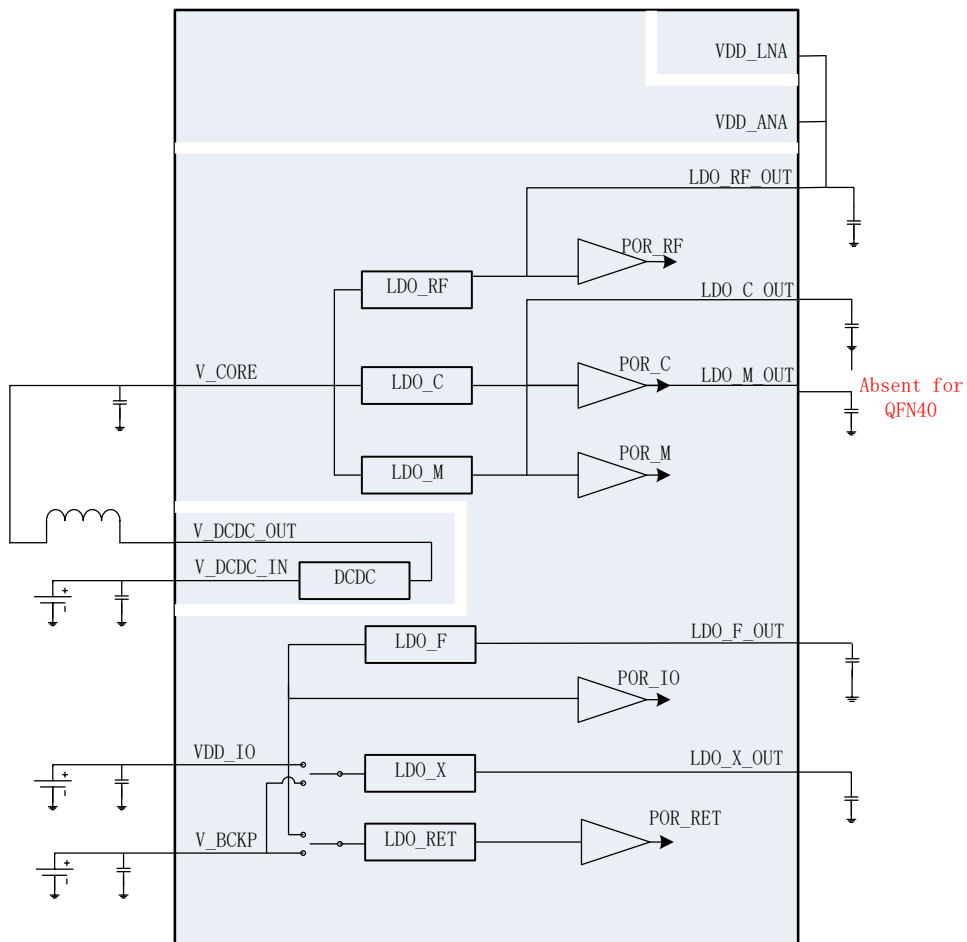 VDD_LNA
VDD_ANA
LDO_RF_OUT
POR_RF
LDO_RF
LDO_C_OUT
V_CORE
LDO_C
POR_C
LDO_M_OUT
Absent for
QFN40
LDO_M
POR_M
V_DCDC_OUT
V_DCDC_IN
DCDC
+
-
LDO_F
LDO_F_OUT
POR_IO
VDD_IO
LDO_X
LDO_X_OUT
+
-
V_BCKP
LDO_RET
POR_RET
+
-